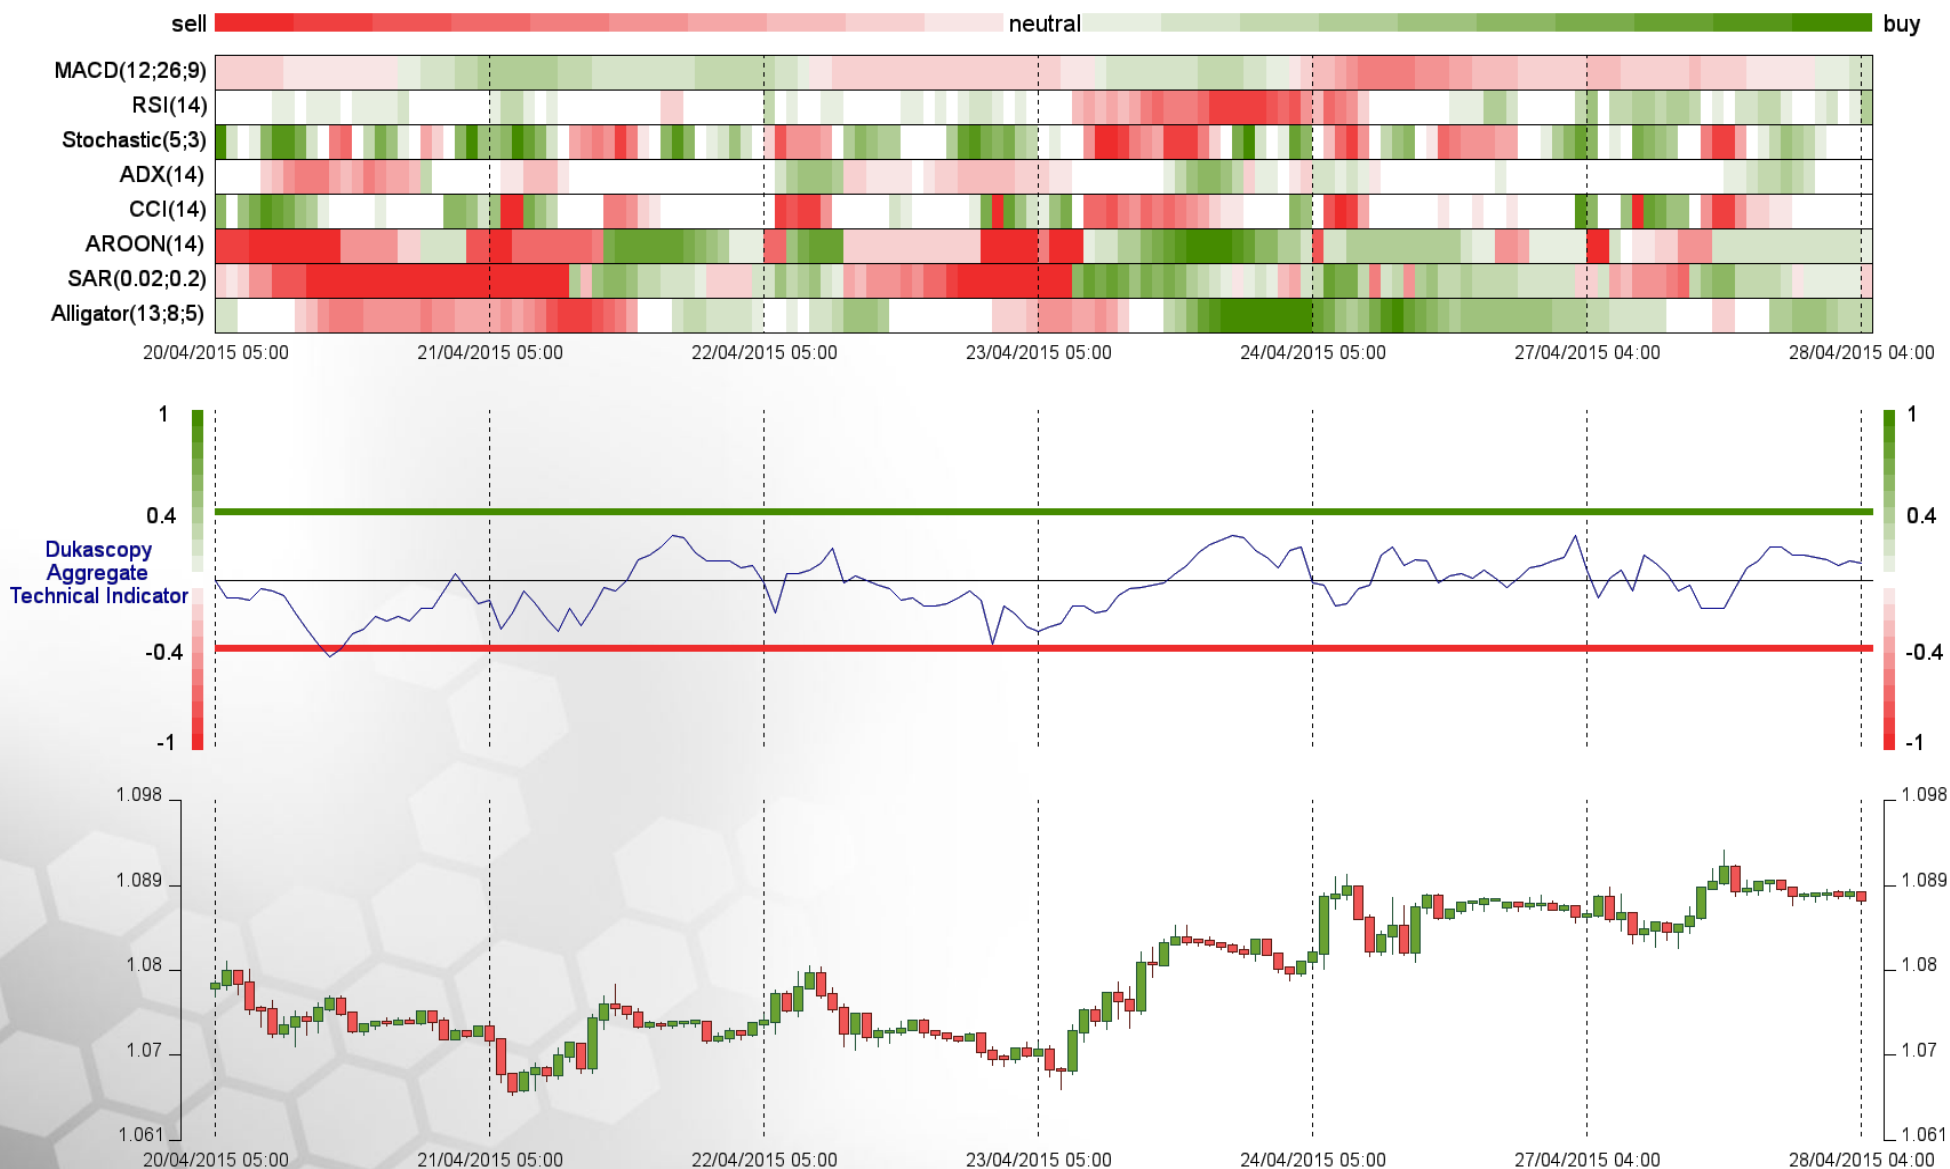 sell neutral buy
MACD(12;26;9)
RSI(14)
Stochastic(5;3)
ADX(14)
CCI(14)
AROON(14)
SAR(0.02;0.2)
Alligator(13;8;5)
20/04/2015 05:00 21/04/2015 05:00 22/04/2015 05:00 23/04/2015 05:00 24/04/2015 05:00 27/04/2015 04:00 28/04/2015 04:00
1 1
0.4 0.4
Dukascopy
Aggregate
Technical Indicator
-0.4 -0.4
-1 -1
1.098 1.098
1.089 1.089
1.08 1.08
1.07 1.07
1.061 1.061
20/04/2015 05:00 21/04/2015 05:00 22/04/2015 05:00 23/04/2015 05:00 24/04/2015 05:00 27/04/2015 04:00 28/04/2015 04:00